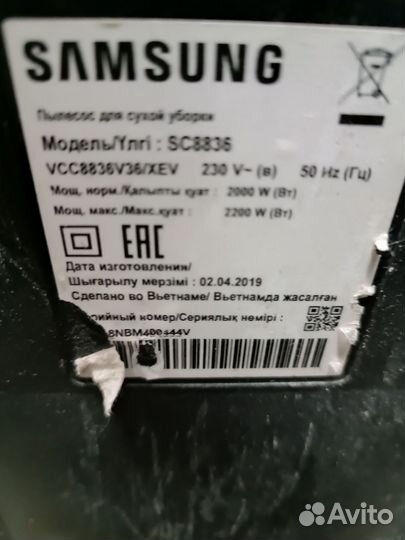 SAMSUNG
Пылесос для сухой уборки
Модель/Үлгі : SC8836
VCC8836V36/XEV 230 V~ (в) 50 Hz (Гц)
Мощ. норм./Қалыпты қуат : 2000 W (Вт)
Мощ. макс./Макс.қуат : 2200 W (Вт)
EAC
Дата изготовления/
Шығарылу мерзімі : 02.04.2019
Сделано во Вьетнаме/ Вьетнамда жасалған
номер/Сериялық нөмірі :
8NBM400444V
Avito